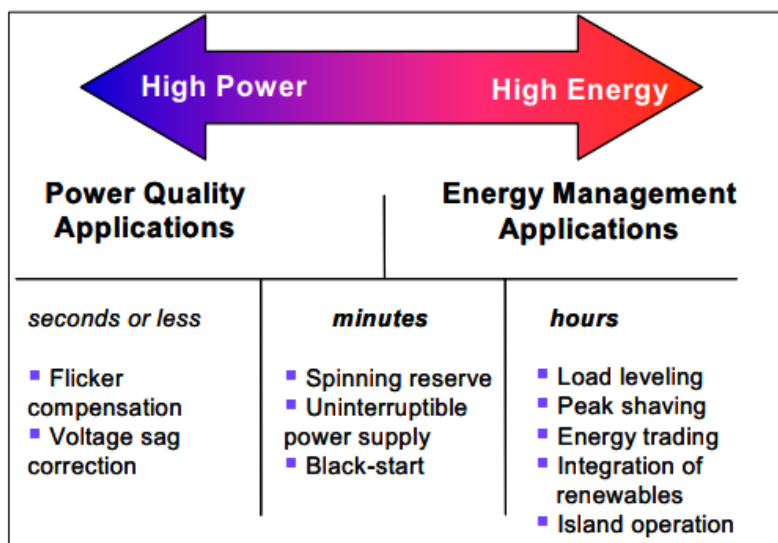 High Power
High Energy
Power Quality
Applications
Energy Management
Applications
seconds or less
▪ Flicker
compensation
▪ Voltage sag
correction
minutes
▪ Spinning reserve
▪ Uninterruptible
power supply
▪ Black-start
hours
▪ Load leveling
▪ Peak shaving
▪ Energy trading
▪ Integration of
renewables
▪ Island operation